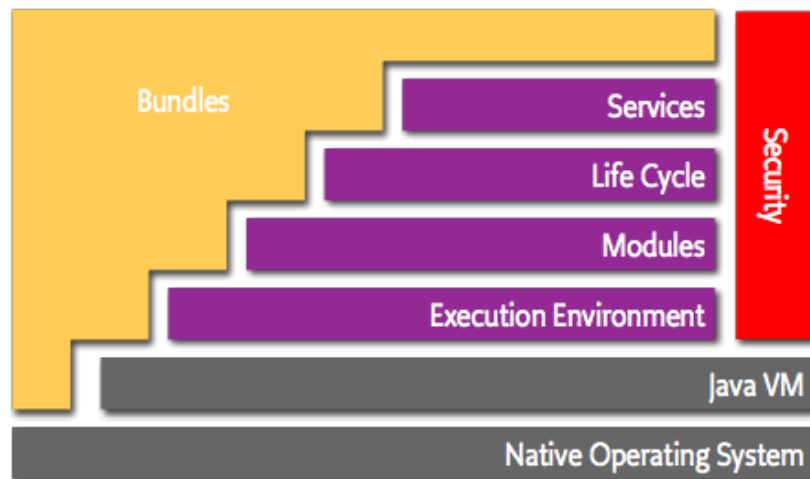 Bundles
Services
Life Cycle
Modules
Execution Environment
Java VM
Native Operating System
Security